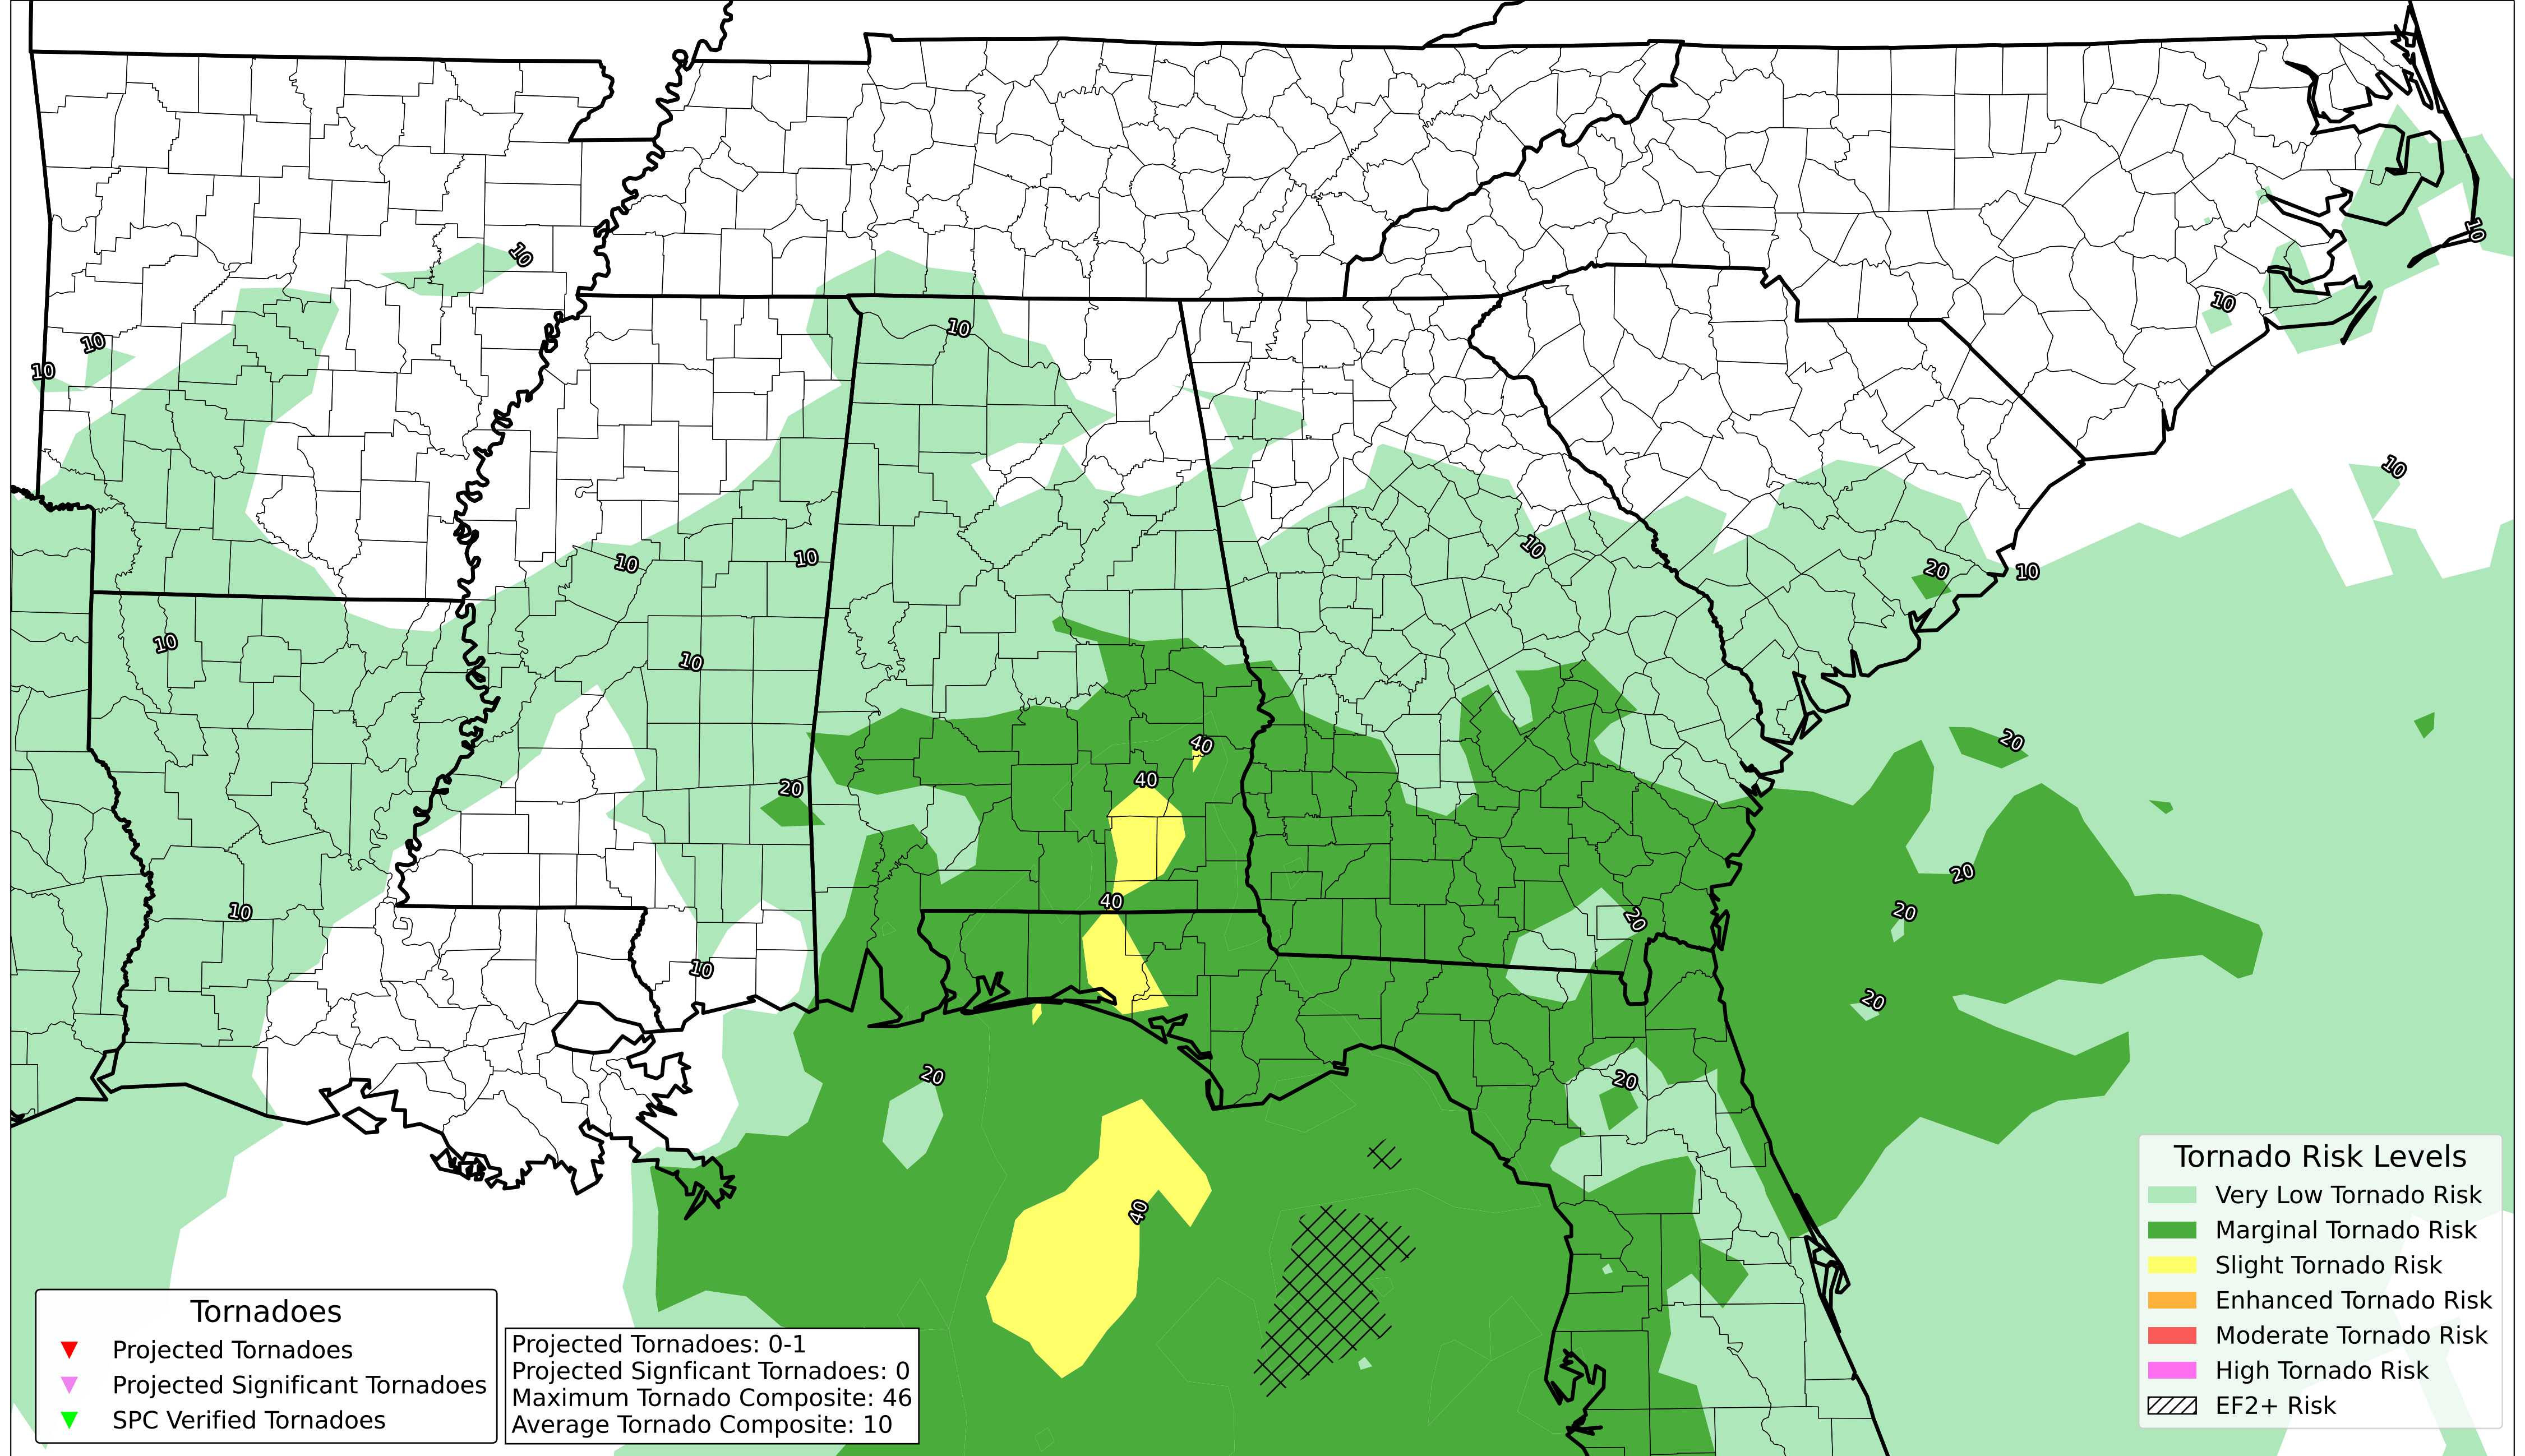 10
10
10
10
10
10
10
10
10
10
20
10
10
10
40
20
20
40
20
40
20
20
10
10
20
20
20
40
Tornado Risk Levels
Very Low Tornado Risk
Marginal Tornado Risk
Slight Tornado Risk
Enhanced Tornado Risk
Moderate Tornado Risk
High Tornado Risk
EF2+ Risk
Tornadoes
Projected Tornadoes
Projected Significant Tornadoes
SPC Verified Tornadoes
Projected Tornadoes: 0-1
Projected Signficant Tornadoes: 0
Maximum Tornado Composite: 46
Average Tornado Composite: 10